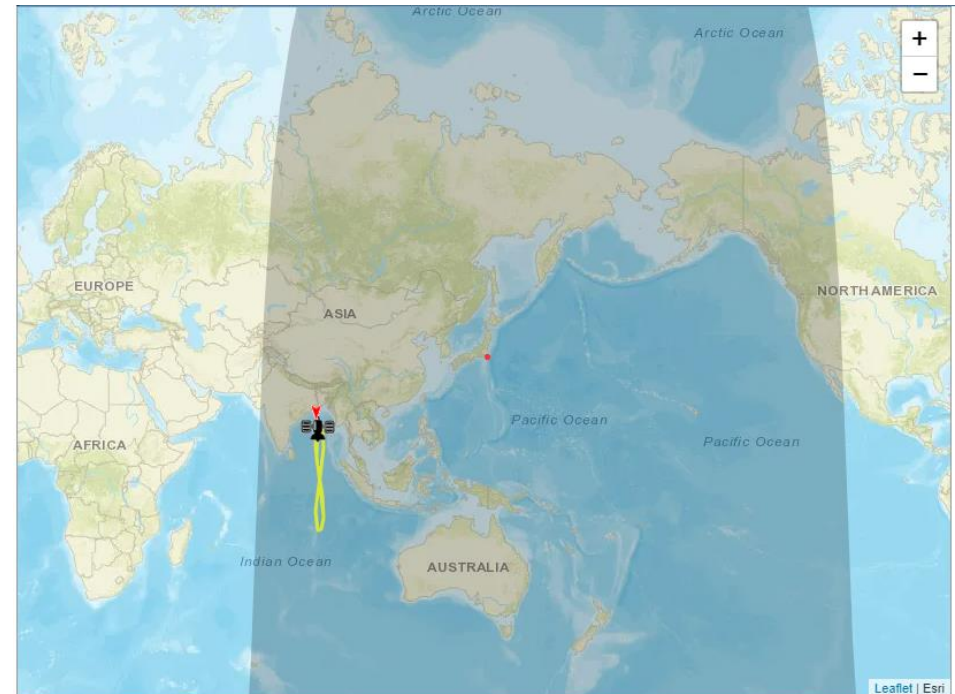 Arctic Ocean
Arctic Ocean
+
−
EUROPE
ASIA
NORTH AMERICA
Pacific Ocean
Pacific Ocean
AFRICA
Indian Ocean
AUSTRALIA
Leaflet | Esri